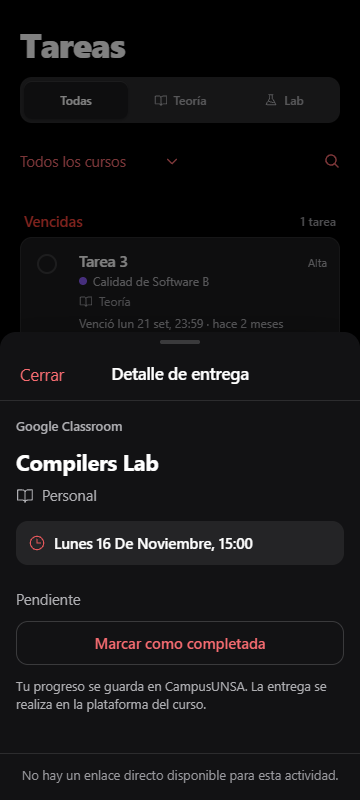 Tareas
Todas
Teoría
Lab
Todos los cursos
Vencidas
1 tarea
Tarea 3
Alta
Calidad de Software B
Teoría
Venció lun 21 set, 23:59 · hace 2 meses
Cerrar
Detalle de entrega
Google Classroom
Compilers Lab
Personal
Lunes 16 De Noviembre, 15:00
Pendiente
Marcar como completada
Tu progreso se guarda en CampusUNSA. La entrega se
realiza en la plataforma del curso.
No hay un enlace directo disponible para esta actividad.